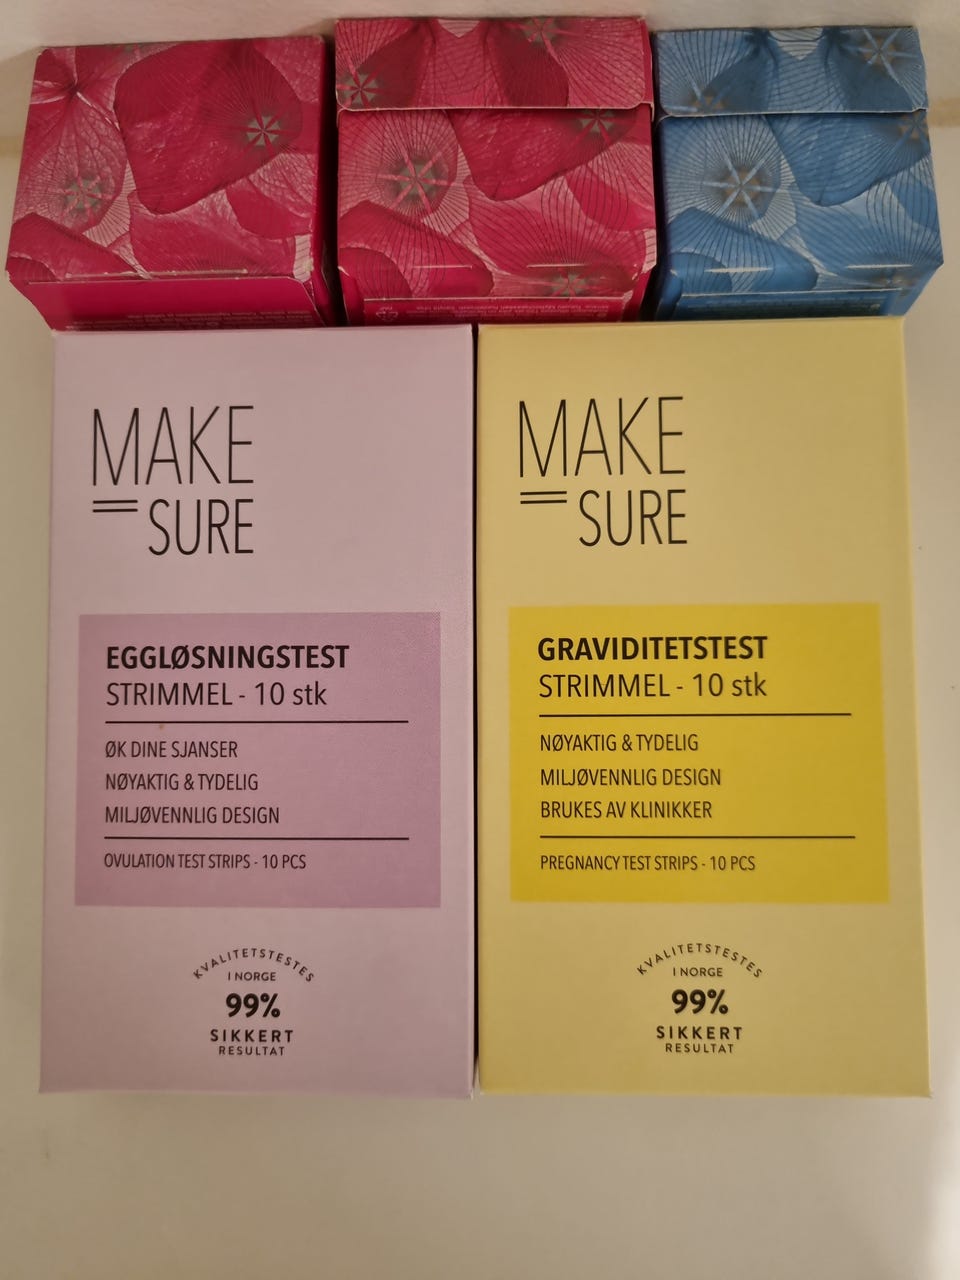 MAKE
SURE
EGGLØSNINGSTEST
STRIMMEL - 10 stk
ØK DINE SJANSER
NØYAKTIG & TYDELIG
MILJØVENNLIG DESIGN
OVULATION TEST STRIPS - 10 PCS
KVALITETSTESTES
I NORGE
99%
SIKKERT
RESULTAT
MAKE
SURE
GRAVIDITETSTEST
STRIMMEL - 10 stk
NØYAKTIG & TYDELIG
MILJØVENNLIG DESIGN
BRUKES AV KLINIKKER
PREGNANCY TEST STRIPS - 10 PCS
KVALITETSTESTES
I NORGE
99%
SIKKERT
RESULTAT